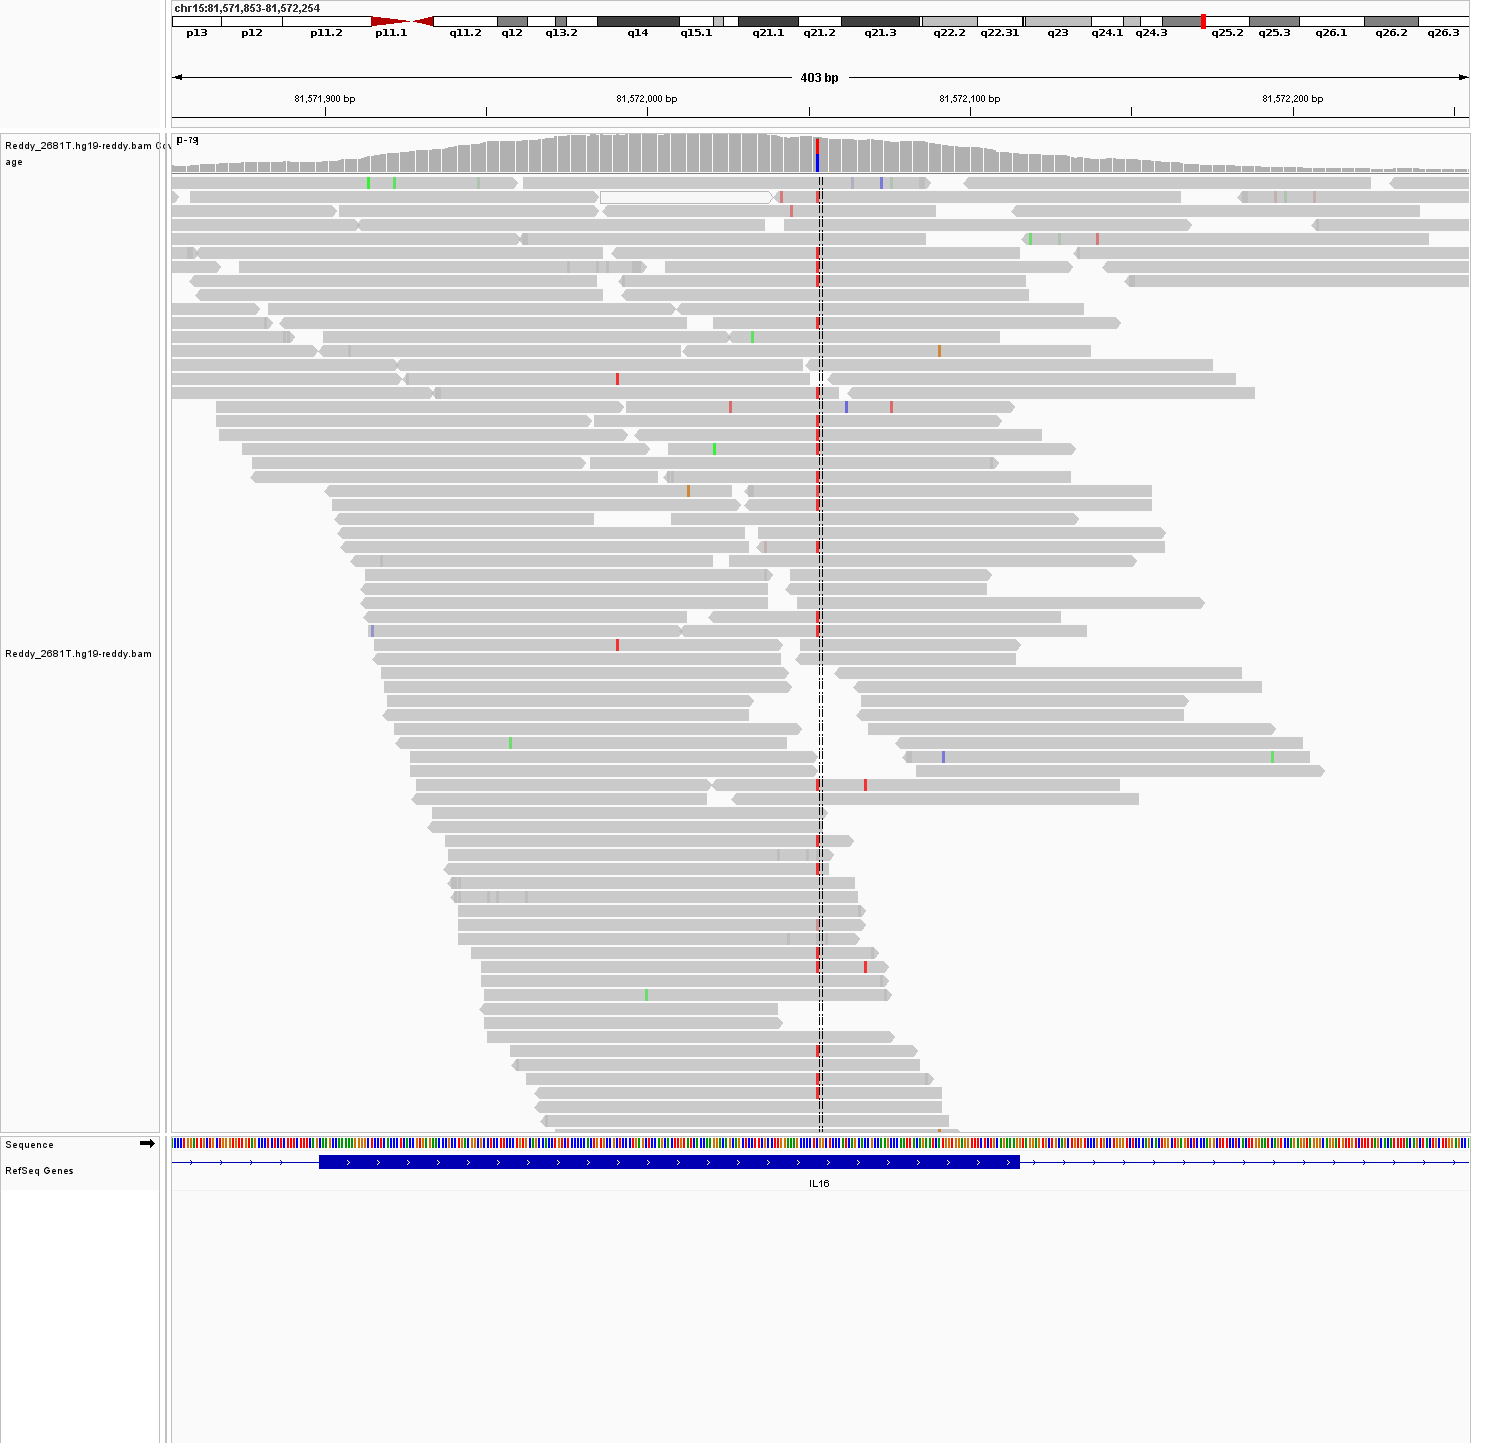 chr15:81,571,853-81,572,254
p13 p12 p11.2 p11.1 q11.2 q12 q13.2 q14 q15.1 q21.1 q21.2 q21.3 q22.2 q22.31 q23 q24.1 q24.3 q25.2 q25.3 q26.1 q26.2 q26.3
403 bp
81,571,900 bp 81,572,000 bp 81,572,100 bp 81,572,200 bp
Reddy_2681T.hg19-reddy.bam Cov
age
[0-79]
Reddy_2681T.hg19-reddy.bam
Sequence
RefSeq Genes
IL16